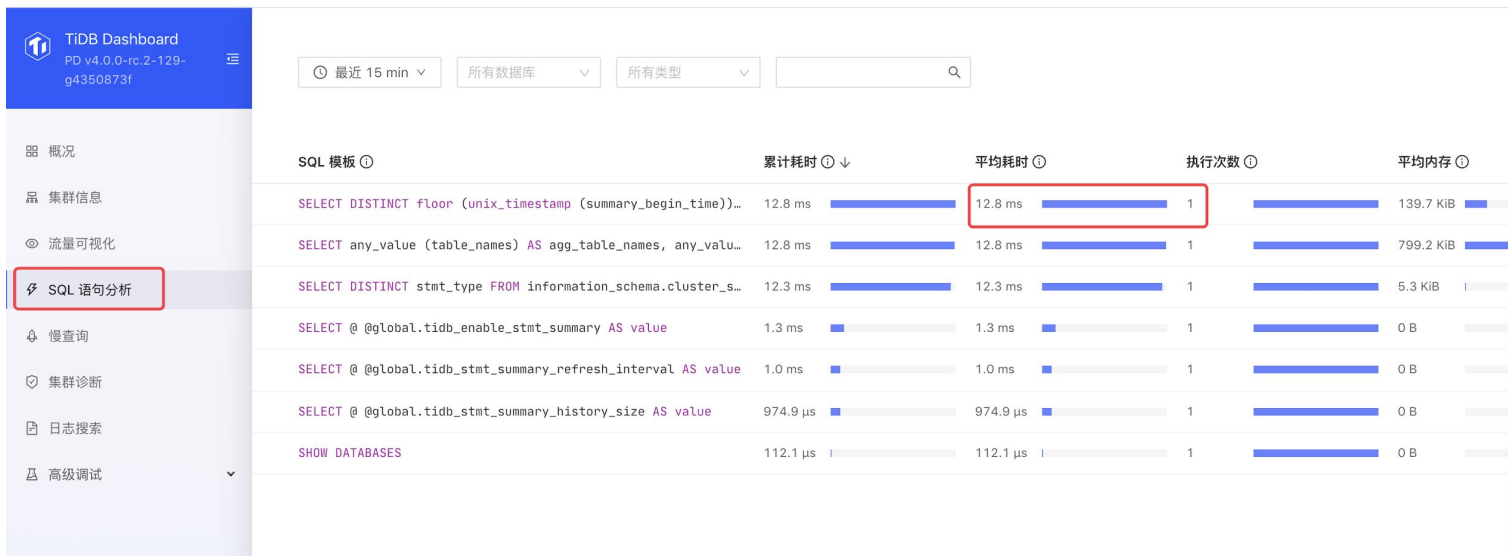 TiDB Dashboard
PD v4.0.0-rc.2-129-
g4350873f
最近 15 min
所有数据库
所有类型
概况
集群信息
流量可视化
SQL 语句分析
慢查询
集群诊断
日志搜索
高级调试
SQL 模板 累计耗时 平均耗时 执行次数 平均内存
SELECT DISTINCT floor (unix_timestamp (summary_begin_time))… 12.8 ms 12.8 ms 1 139.7 KiB
SELECT any_value (table_names) AS agg_table_names, any_valu… 12.8 ms 12.8 ms 1 799.2 KiB
SELECT DISTINCT stmt_type FROM information_schema.cluster_s… 12.3 ms 12.3 ms 1 5.3 KiB
SELECT @ @global.tidb_enable_stmt_summary AS value 1.3 ms 1.3 ms 1 0 B
SELECT @ @global.tidb_stmt_summary_refresh_interval AS value 1.0 ms 1.0 ms 1 0 B
SELECT @ @global.tidb_stmt_summary_history_size AS value 974.9 µs 974.9 µs 1 0 B
SHOW DATABASES 112.1 µs 112.1 µs 1 0 B